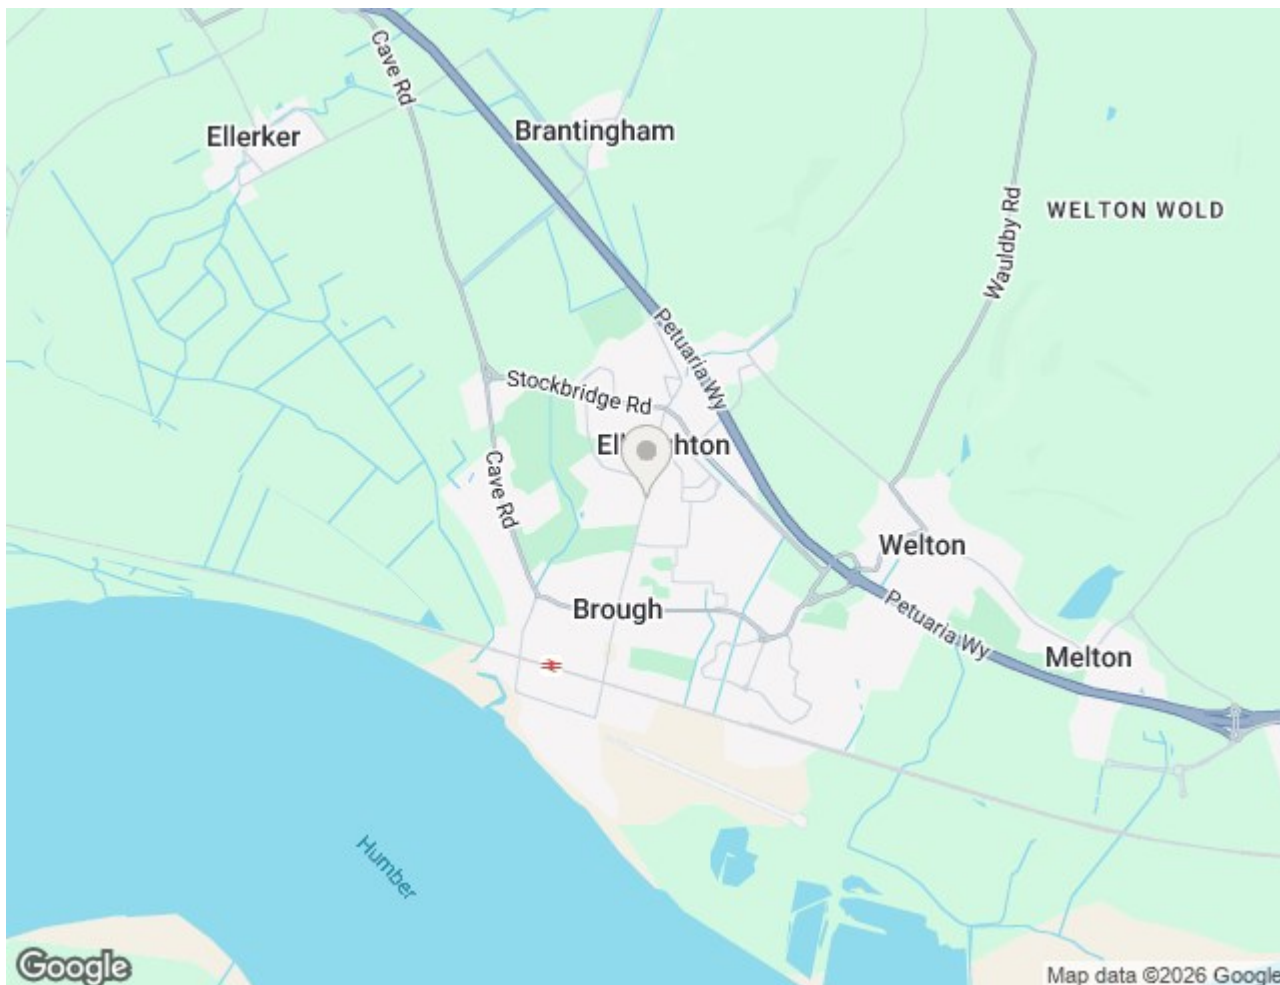 Cave Rd
Ellerker
Brantingham
WELTON WOLD
Wauldby Rd
Petuaria Wy
Stockbridge Rd
Cave Rd
Welton
Petuaria Wy
Brough
Melton
Humber
Google
Map data ©2026 Google